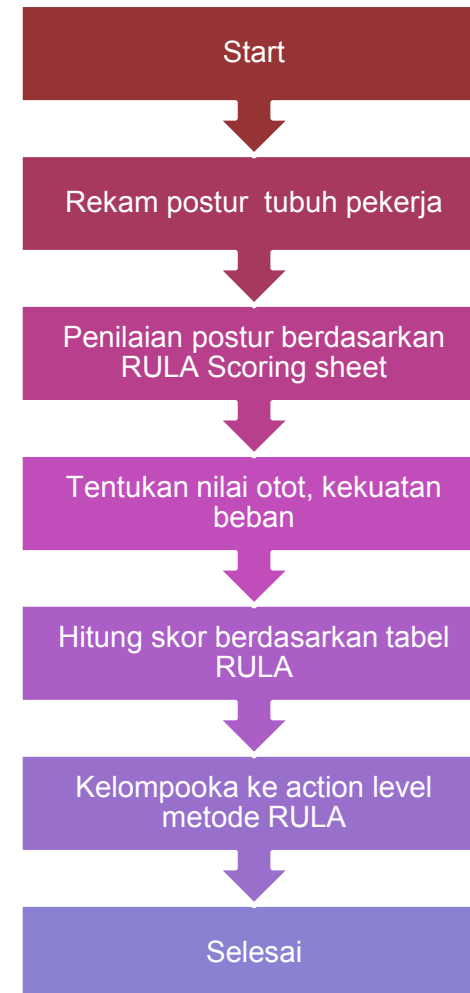 Start
Rekam postur tubuh pekerja
Penilaian postur berdasarkan
RULA Scoring sheet
Tentukan nilai otot, kekuatan
beban
Hitung skor berdasarkan tabel
RULA
Kelompooka ke action level
metode RULA
Selesai